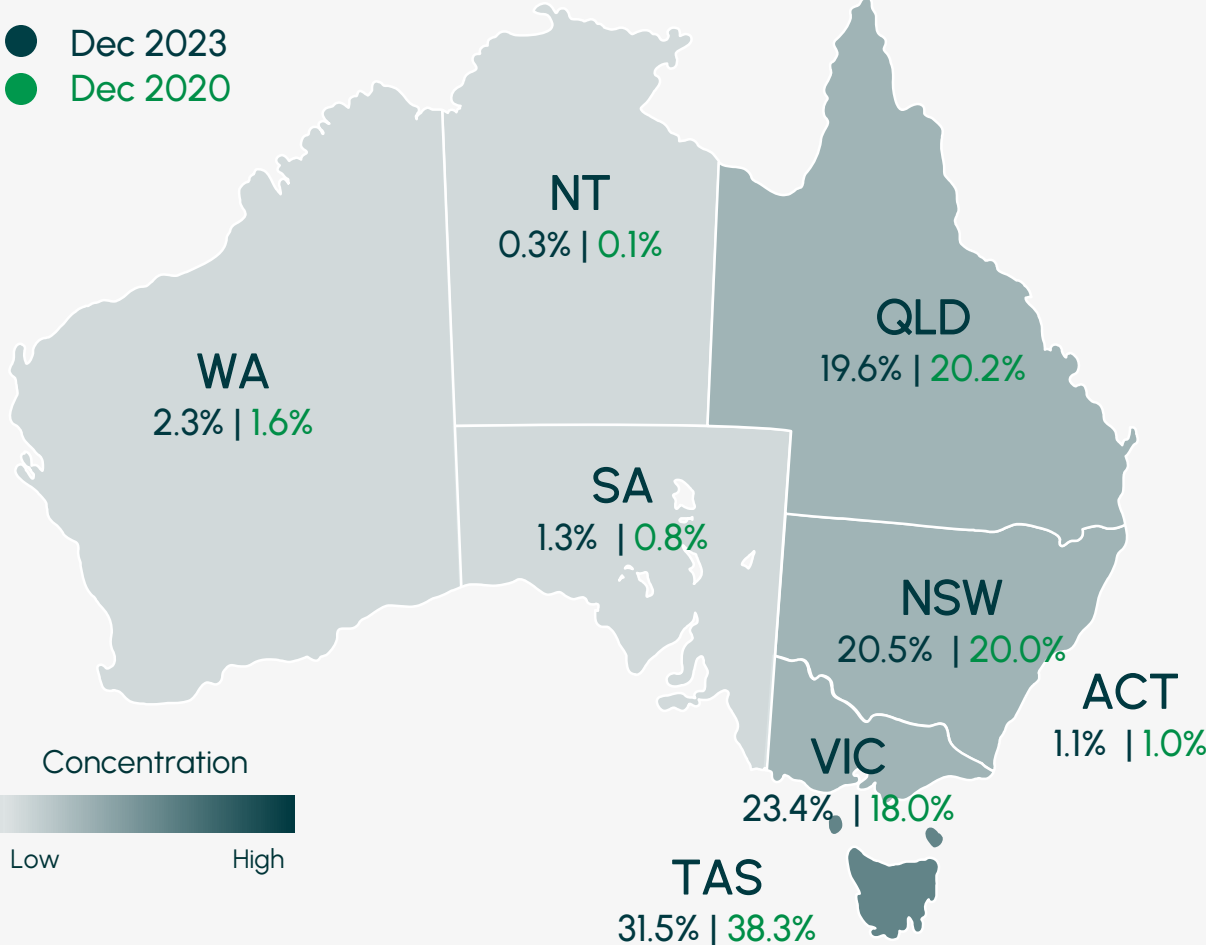 Dec 2023
Dec 2020
NT
0.3% | 0.1%
QLD
19.6% | 20.2%
WA
2.3% | 1.6%
SA
1.3% | 0.8%
NSW
20.5% | 20.0%
ACT
1.1% | 1.0%
Concentration
Low High
VIC
23.4% | 18.0%
TAS
31.5% | 38.3%